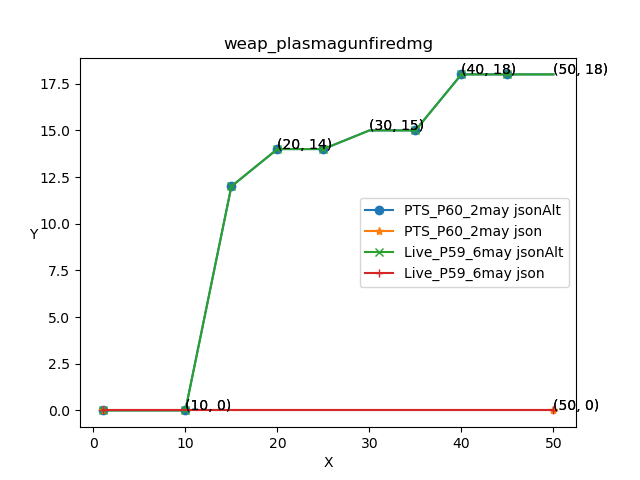 weap_plasmagunfiredmg
17.5
15.0
12.5
10.0
7.5
5.0
2.5
0.0
Y
(10, 0)
(20, 14)
(30, 15)
(40, 18)
(50, 18)
(50, 0)
PTS_P60_2may jsonAlt
PTS_P60_2may json
Live_P59_6may jsonAlt
Live_P59_6may json
0 10 20 30 40 50
X